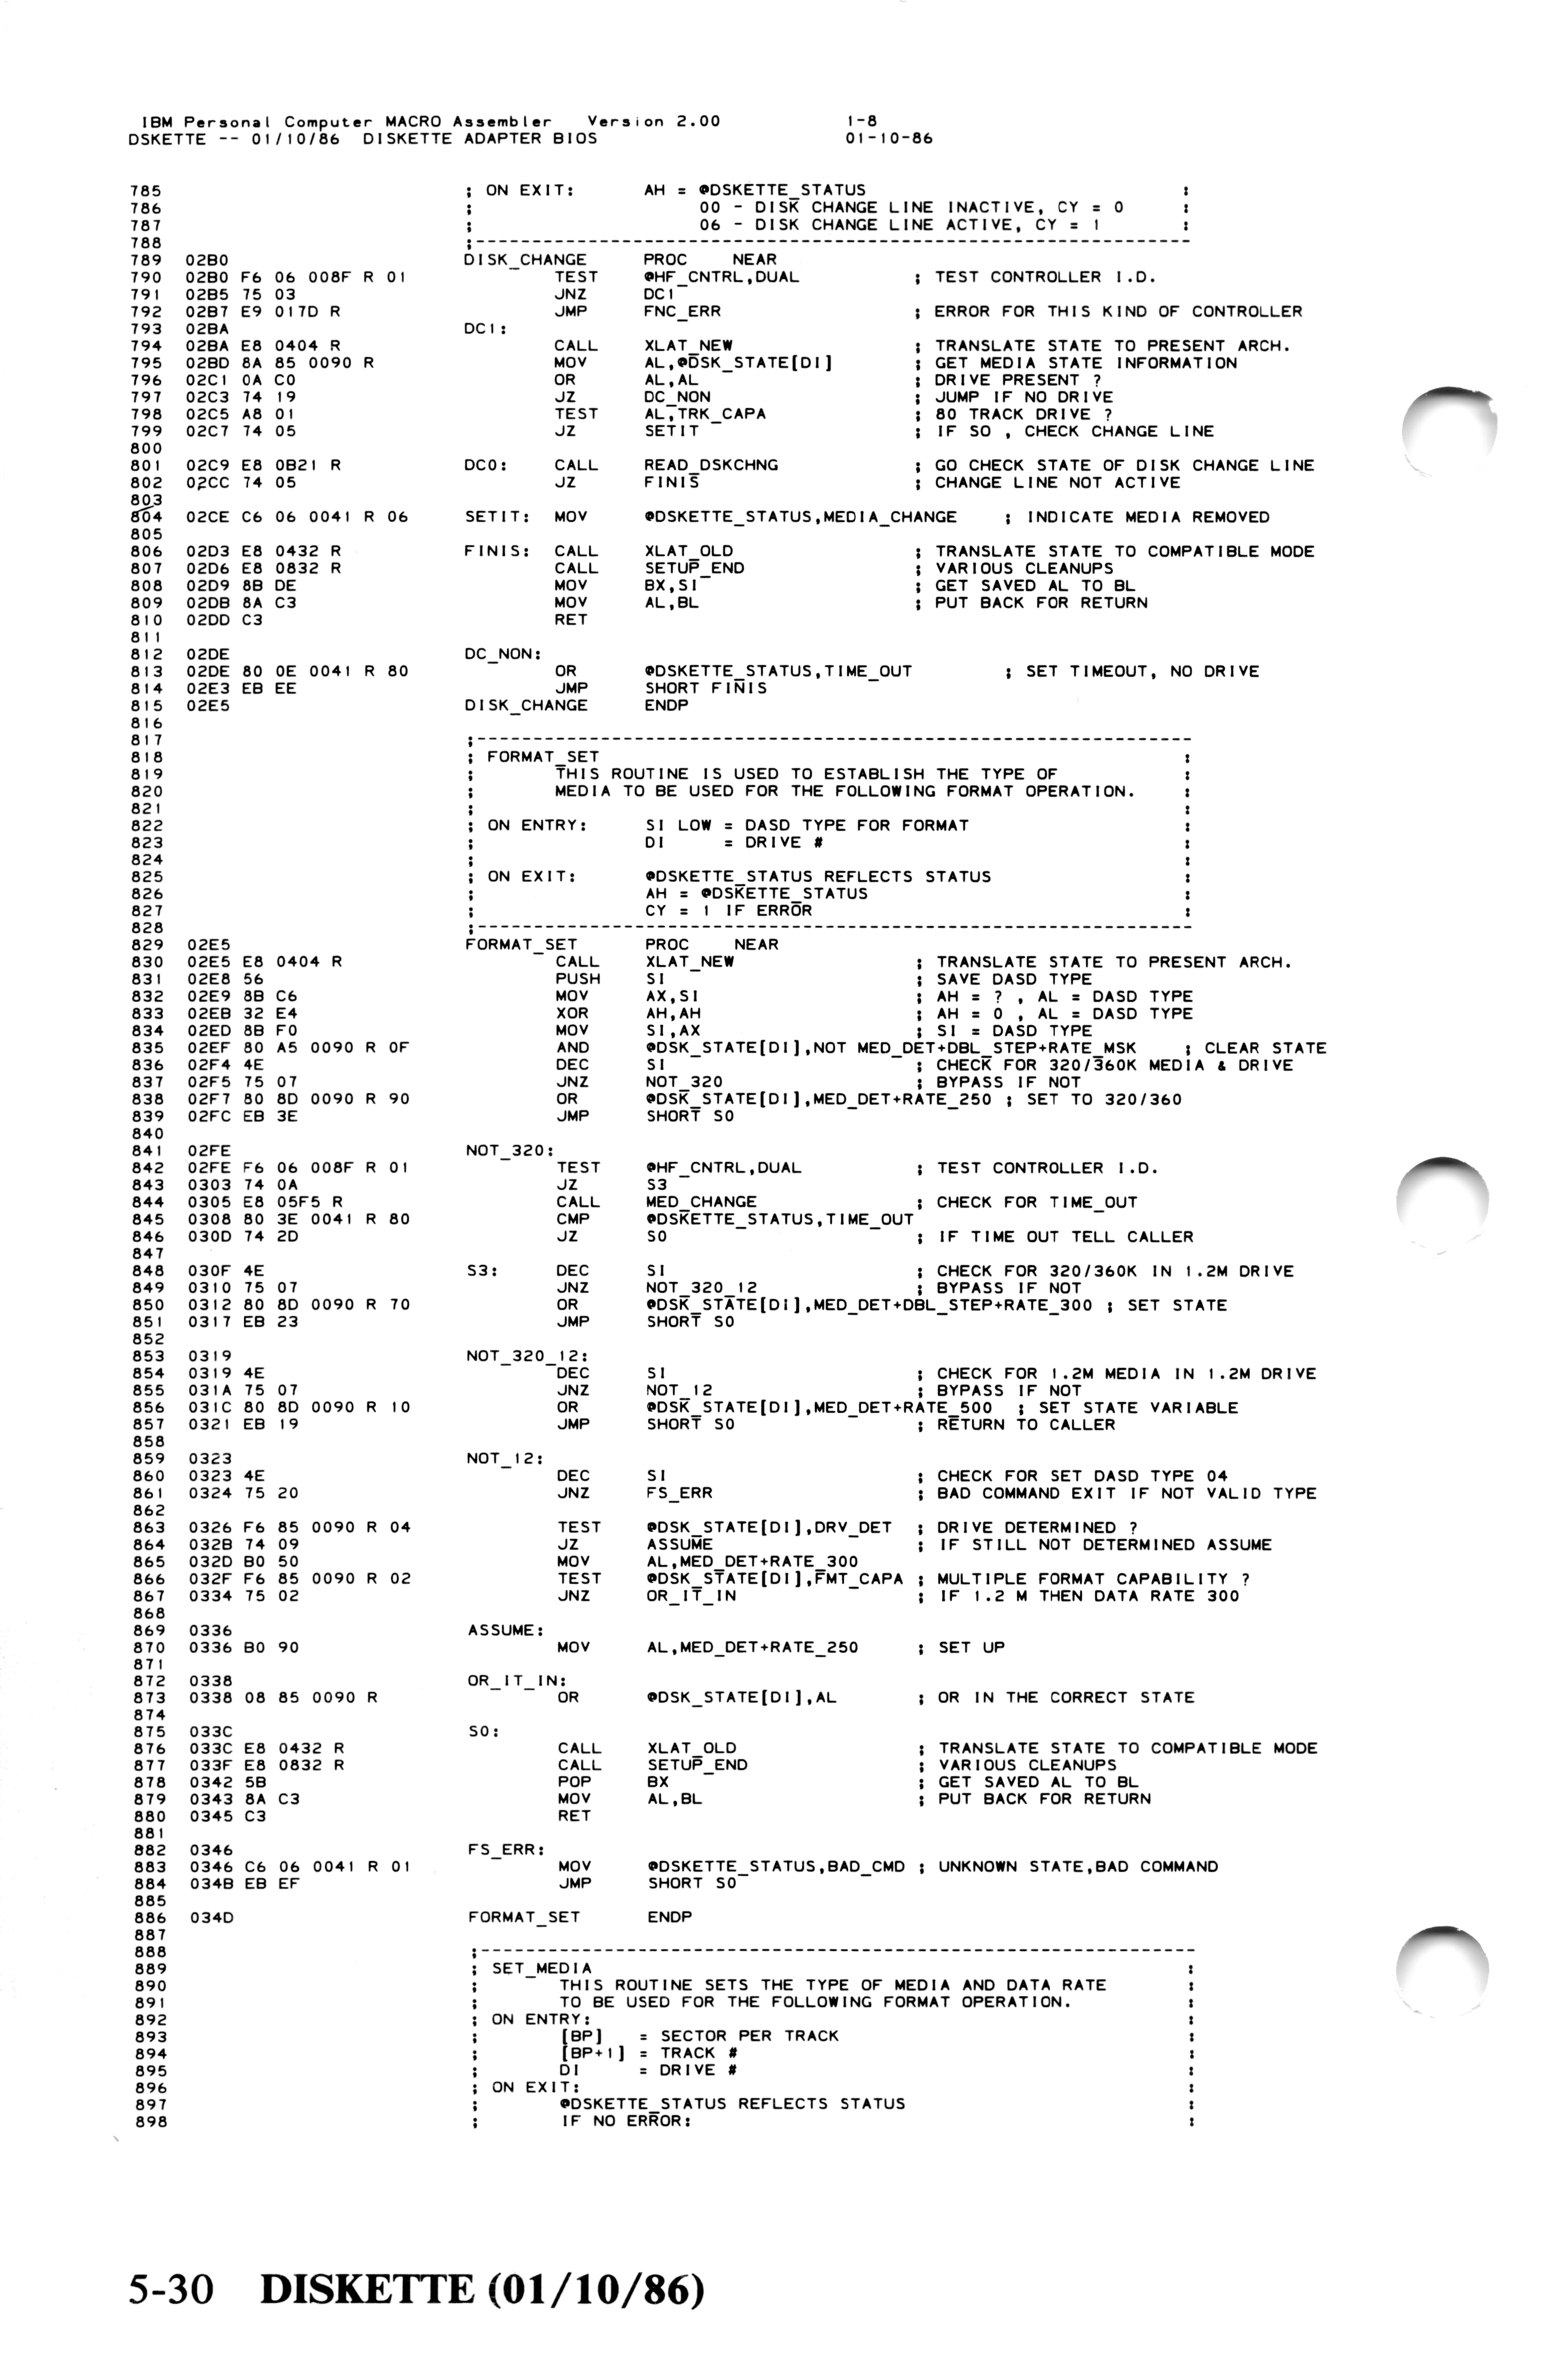 IBM Personal Computer MACRO Assembler   Version 2.00   1-8
DSKETTE -- 01/10/86  DISKETTE ADAPTER BIOS   01-10-86
785 ; ON EXIT: AH = @DSKETTE_STATUS :
786 ; 00 - DISK CHANGE LINE INACTIVE, CY = 0 :
787 ; 06 - DISK CHANGE LINE ACTIVE, CY = 1 :
788 ;----------------------------------------------------------------
789 02B0 DISK_CHANGE PROC NEAR
790 02B0 F6 06 008F R 01 TEST @HF_CNTRL,DUAL ; TEST CONTROLLER I.D.
791 02B5 75 03 JNZ DC1
792 02B7 E9 017D R JMP FNC_ERR ; ERROR FOR THIS KIND OF CONTROLLER
793 02BA DC1:
794 02BA E8 0404 R CALL XLAT_NEW ; TRANSLATE STATE TO PRESENT ARCH.
795 02BD 8A 85 0090 R MOV AL,@DSK_STATE[DI] ; GET MEDIA STATE INFORMATION
796 02C1 0A C0 OR AL,AL ; DRIVE PRESENT ?
797 02C3 74 19 JZ DC_NON ; JUMP IF NO DRIVE
798 02C5 A8 01 TEST AL,TRK_CAPA ; 80 TRACK DRIVE ?
799 02C7 74 05 JZ SETIT ; IF SO , CHECK CHANGE LINE
800
801 02C9 E8 0B21 R DC0: CALL READ_DSKCHNG ; GO CHECK STATE OF DISK CHANGE LINE
802 02CC 74 05 JZ FINIS ; CHANGE LINE NOT ACTIVE
803
804 02CE C6 06 0041 R 06 SETIT: MOV @DSKETTE_STATUS,MEDIA_CHANGE ; INDICATE MEDIA REMOVED
805
806 02D3 E8 0432 R FINIS: CALL XLAT_OLD ; TRANSLATE STATE TO COMPATIBLE MODE
807 02D6 E8 0832 R CALL SETUP_END ; VARIOUS CLEANUPS
808 02D9 8B DE MOV BX,SI ; GET SAVED AL TO BL
809 02DB 8A C3 MOV AL,BL ; PUT BACK FOR RETURN
810 02DD C3 RET
811
812 02DE DC_NON:
813 02DE 80 0E 0041 R 80 OR @DSKETTE_STATUS,TIME_OUT ; SET TIMEOUT, NO DRIVE
814 02E3 EB EE JMP SHORT FINIS
815 02E5 DISK_CHANGE ENDP
816
817 ;----------------------------------------------------------------
818 ; FORMAT_SET :
819 ; THIS ROUTINE IS USED TO ESTABLISH THE TYPE OF :
820 ; MEDIA TO BE USED FOR THE FOLLOWING FORMAT OPERATION. :
821 ; :
822 ; ON ENTRY: SI LOW = DASD TYPE FOR FORMAT :
823 ; DI = DRIVE # :
824 ; :
825 ; ON EXIT: @DSKETTE_STATUS REFLECTS STATUS :
826 ; AH = @DSKETTE_STATUS :
827 ; CY = 1 IF ERROR :
828 ;----------------------------------------------------------------
829 02E5 FORMAT_SET PROC NEAR
830 02E5 E8 0404 R CALL XLAT_NEW ; TRANSLATE STATE TO PRESENT ARCH.
831 02E8 56 PUSH SI ; SAVE DASD TYPE
832 02E9 8B C6 MOV AX,SI ; AH = ? , AL = DASD TYPE
833 02EB 32 E4 XOR AH,AH ; AH = 0 , AL = DASD TYPE
834 02ED 8B F0 MOV SI,AX ; SI = DASD TYPE
835 02EF 80 A5 0090 R 0F AND @DSK_STATE[DI],NOT MED_DET+DBL_STEP+RATE_MSK ; CLEAR STATE
836 02F4 4E DEC SI ; CHECK FOR 320/360K MEDIA & DRIVE
837 02F5 75 07 JNZ NOT_320 ; BYPASS IF NOT
838 02F7 80 8D 0090 R 90 OR @DSK_STATE[DI],MED_DET+RATE_250 ; SET TO 320/360
839 02FC EB 3E JMP SHORT S0
840
841 02FE NOT_320:
842 02FE F6 06 008F R 01 TEST @HF_CNTRL,DUAL ; TEST CONTROLLER I.D.
843 0303 74 0A JZ S3
844 0305 E8 05F5 R CALL MED_CHANGE ; CHECK FOR TIME_OUT
845 0308 80 3E 0041 R 80 CMP @DSKETTE_STATUS,TIME_OUT
846 030D 74 2D JZ S0 ; IF TIME OUT TELL CALLER
847
848 030F 4E S3: DEC SI ; CHECK FOR 320/360K IN 1.2M DRIVE
849 0310 75 07 JNZ NOT_320_12 ; BYPASS IF NOT
850 0312 80 8D 0090 R 70 OR @DSK_STATE[DI],MED_DET+DBL_STEP+RATE_300 ; SET STATE
851 0317 EB 23 JMP SHORT S0
852
853 0319 NOT_320_12:
854 0319 4E DEC SI ; CHECK FOR 1.2M MEDIA IN 1.2M DRIVE
855 031A 75 07 JNZ NOT_12 ; BYPASS IF NOT
856 031C 80 8D 0090 R 10 OR @DSK_STATE[DI],MED_DET+RATE_500 ; SET STATE VARIABLE
857 0321 EB 19 JMP SHORT S0 ; RETURN TO CALLER
858
859 0323 NOT_12:
860 0323 4E DEC SI ; CHECK FOR SET DASD TYPE 04
861 0324 75 20 JNZ FS_ERR ; BAD COMMAND EXIT IF NOT VALID TYPE
862
863 0326 F6 85 0090 R 04 TEST @DSK_STATE[DI],DRV_DET ; DRIVE DETERMINED ?
864 032B 74 09 JZ ASSUME ; IF STILL NOT DETERMINED ASSUME
865 032D B0 50 MOV AL,MED_DET+RATE_300
866 032F F6 85 0090 R 02 TEST @DSK_STATE[DI],FMT_CAPA ; MULTIPLE FORMAT CAPABILITY ?
867 0334 75 02 JNZ OR_IT_IN ; IF 1.2 M THEN DATA RATE 300
868
869 0336 ASSUME:
870 0336 B0 90 MOV AL,MED_DET+RATE_250 ; SET UP
871
872 0338 OR_IT_IN:
873 0338 08 85 0090 R OR @DSK_STATE[DI],AL ; OR IN THE CORRECT STATE
874
875 033C S0:
876 033C E8 0432 R CALL XLAT_OLD ; TRANSLATE STATE TO COMPATIBLE MODE
877 033F E8 0832 R CALL SETUP_END ; VARIOUS CLEANUPS
878 0342 5B POP BX ; GET SAVED AL TO BL
879 0343 8A C3 MOV AL,BL ; PUT BACK FOR RETURN
880 0345 C3 RET
881
882 0346 FS_ERR:
883 0346 C6 06 0041 R 01 MOV @DSKETTE_STATUS,BAD_CMD ; UNKNOWN STATE,BAD COMMAND
884 034B EB EF JMP SHORT S0
885
886 034D FORMAT_SET ENDP
887
888 ;----------------------------------------------------------------
889 ; SET_MEDIA :
890 ; THIS ROUTINE SETS THE TYPE OF MEDIA AND DATA RATE :
891 ; TO BE USED FOR THE FOLLOWING FORMAT OPERATION. :
892 ; ON ENTRY: :
893 ; [BP] = SECTOR PER TRACK :
894 ; [BP+1] = TRACK # :
895 ; DI = DRIVE # :
896 ; ON EXIT: :
897 ; @DSKETTE_STATUS REFLECTS STATUS :
898 ; IF NO ERROR: :
5-30 DISKETTE (01/10/86)